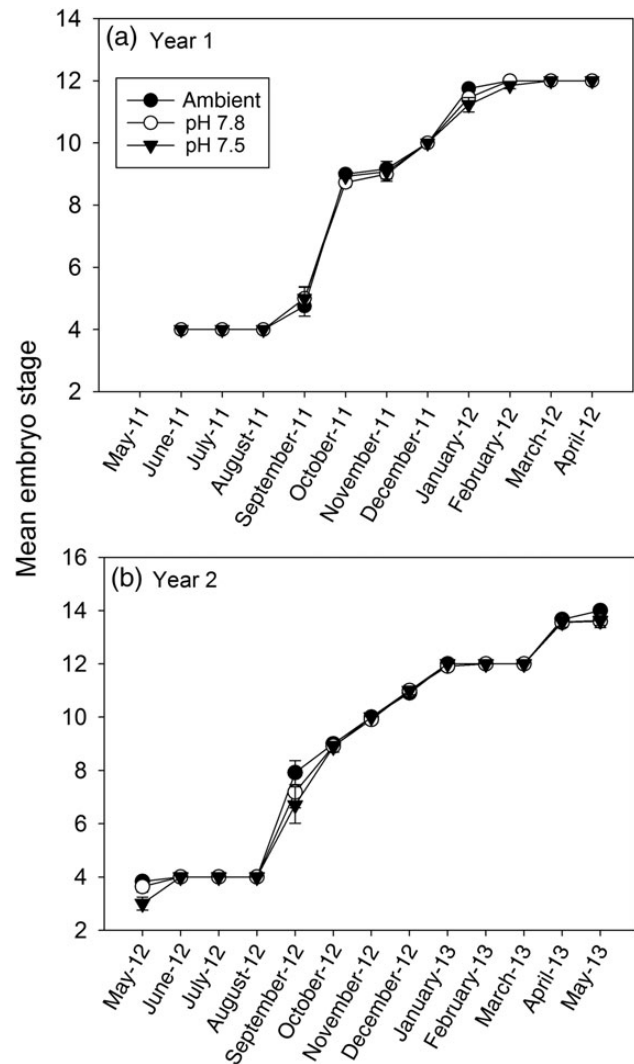 Mean embryo stage
(a) Year 1
14
12
10
8
6
4
2
Ambient
pH 7.8
pH 7.5
May-11
June-11
July-11
August-11
September-11
October-11
November-11
December-11
January-12
February-12
March-12
April-12
(b) Year 2
16
14
12
10
8
6
4
2
May-12
June-12
July-12
August-12
September-12
October-12
November-12
December-12
January-13
February-13
March-13
April-13
May-13